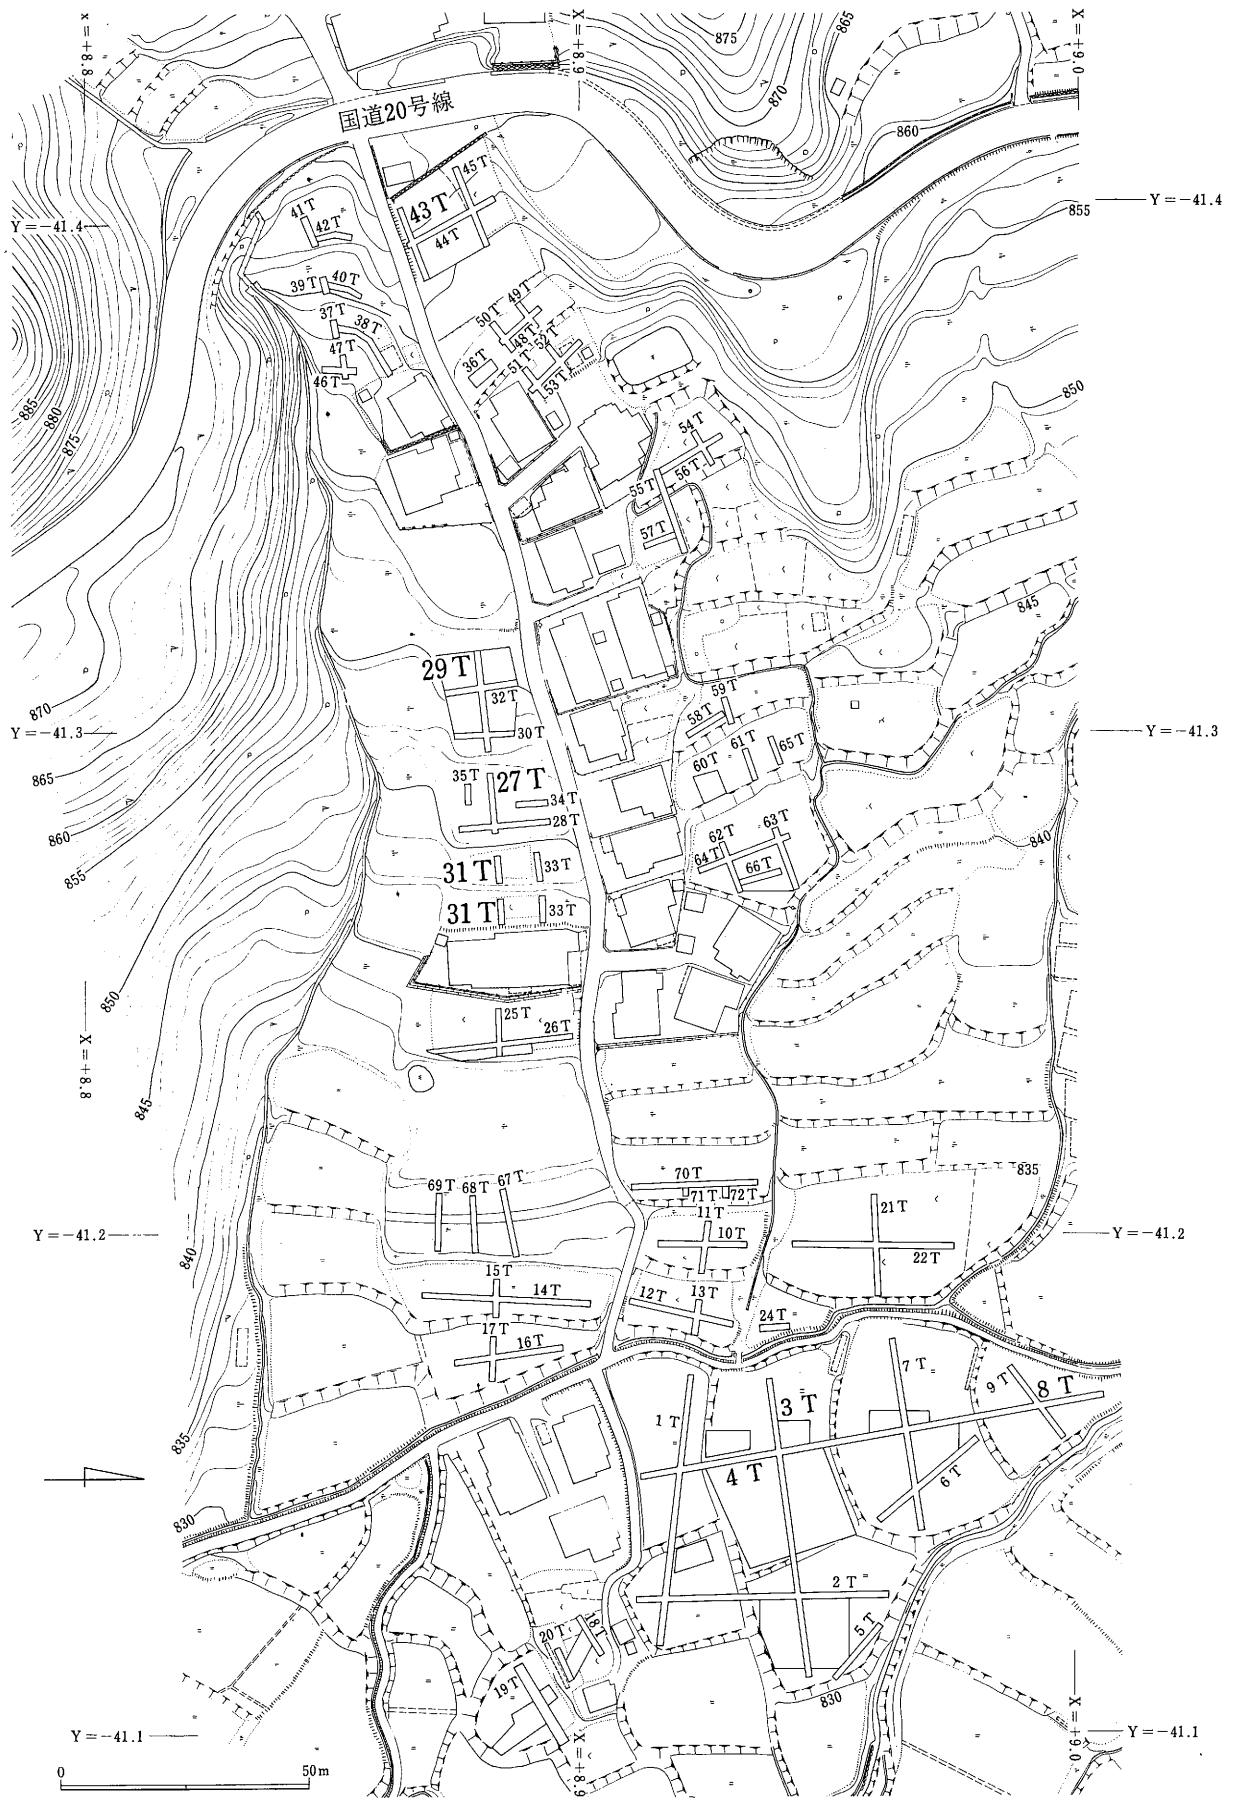 X=+8.8
X=+8.9
X=+9.0
865
875
870
860
国道20号線
Y=-41.4
Y=-41.4
855
41T
42T
43T
45T
44T
39T
40T
37T
38T
47T
46T
50T
49T
48T
52T
36T
51T
53T
885
880
875
850
54T
56T
55T
57T
845
29T
32T
30T
59T
58T
61T
65T
60T
870
Y=-41.3
Y=-41.3
865
35T
27T
34T
28T
860
62T
63T
64T
66T
840
855
31T
33T
31T
33T
850
X=+8.8
25T
26T
845
835
69T
68T
67T
70T
71T
72T
11T
10T
21T
22T
Y=-41.2
Y=-41.2
840
15T
14T
12T
13T
24T
17T
16T
7T
9T
8T
1T
3T
4T
6T
835
830
2T
5T
18T
20T
19T
830
Y=-41.1
X=+8.9
X=+9.0
Y=-41.1
0
50m